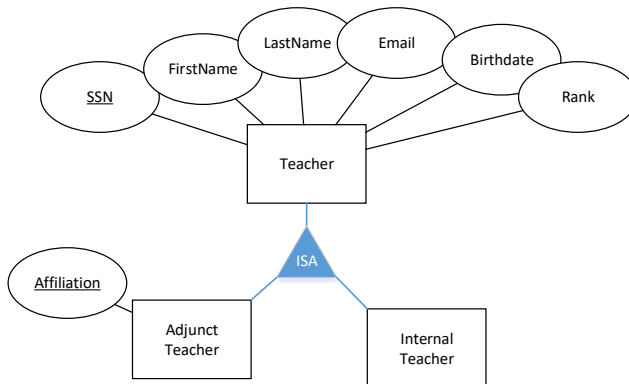 LastName
Email
FirstName
Birthdate
SSN
Rank
Teacher
ISA
Affiliation
Adjunct
Teacher
Internal
Teacher